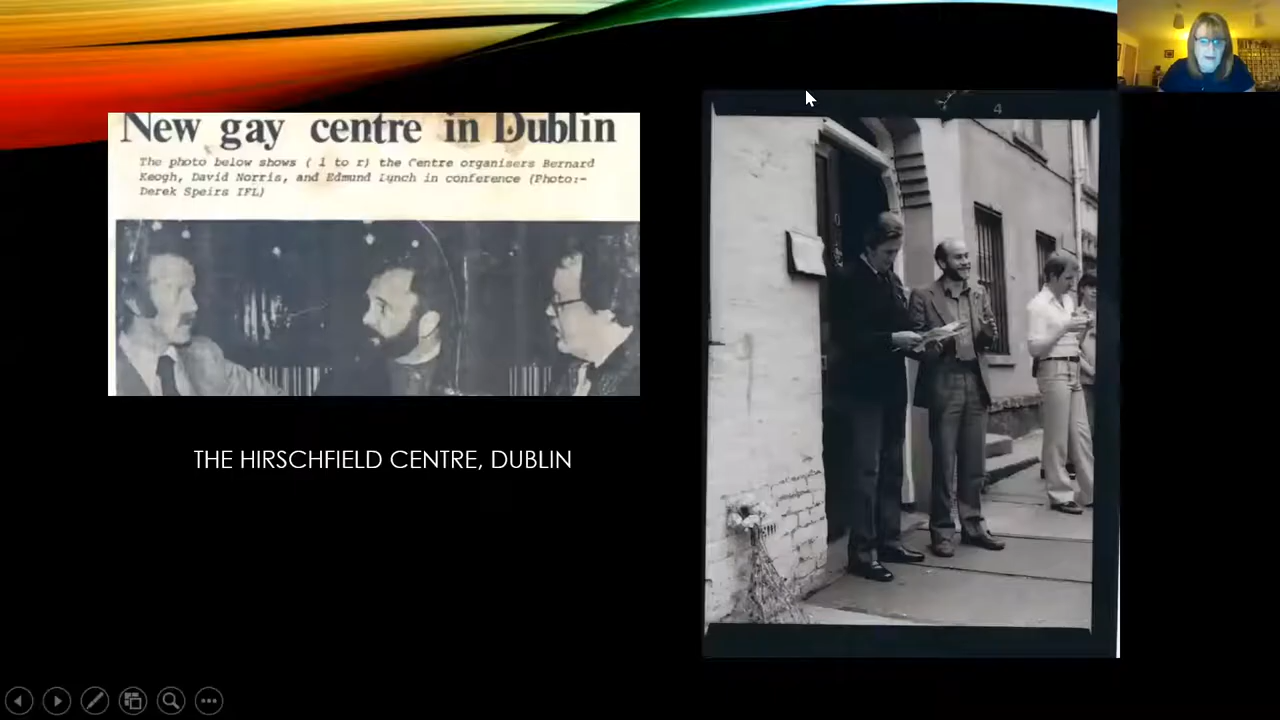 New gay centre in Dublin
The photo below shows ( l to r) the Centre organisers Bernard
Keogh, David Norris, and Edmund Lynch in conference (Photo:-
Derek Speirs IFL)
THE HIRSCHFIELD CENTRE, DUBLIN
4